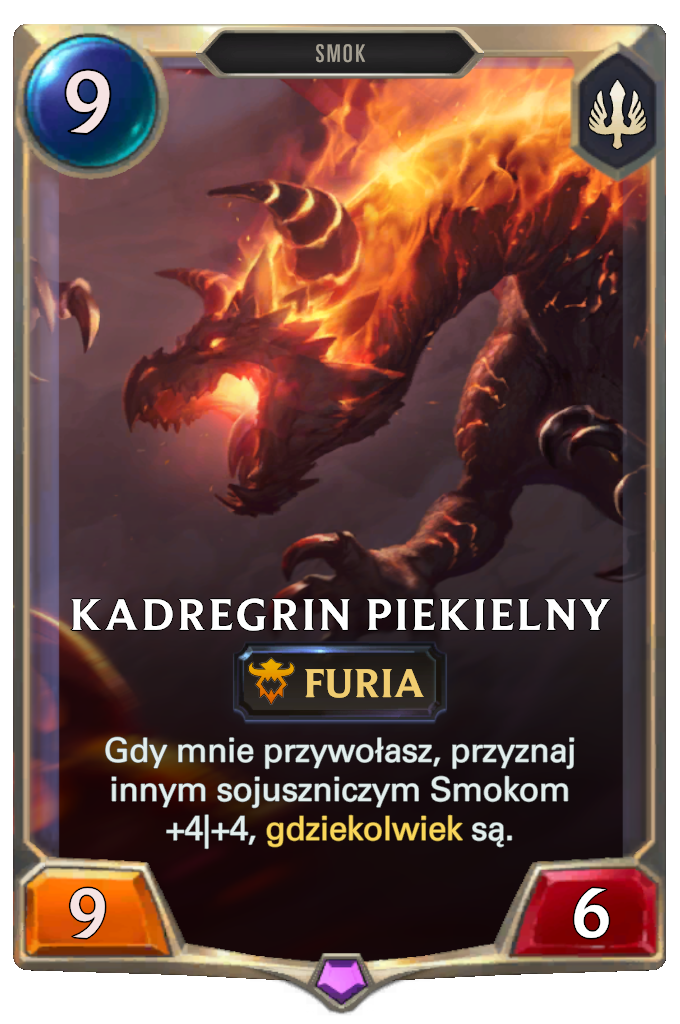 SMOK
9
KADREGRIN PIEKIELNY
FURIA
Gdy mnie przywołasz, przyznaj
innym sojuszniczym Smokom
+4|+4, gdziekolwiek są.
9
6